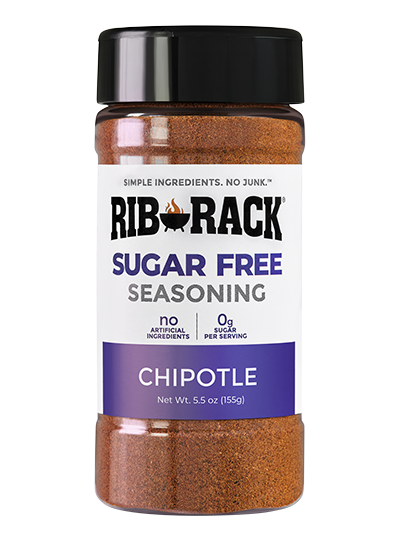 SIMPLE INGREDIENTS. NO JUNK.™
RIB RACK®
SUGAR FREE
SEASONING
no
ARTIFICIAL
INGREDIENTS
0g
SUGAR
PER SERVING
CHIPOTLE
Net Wt. 5.5 oz (155g)